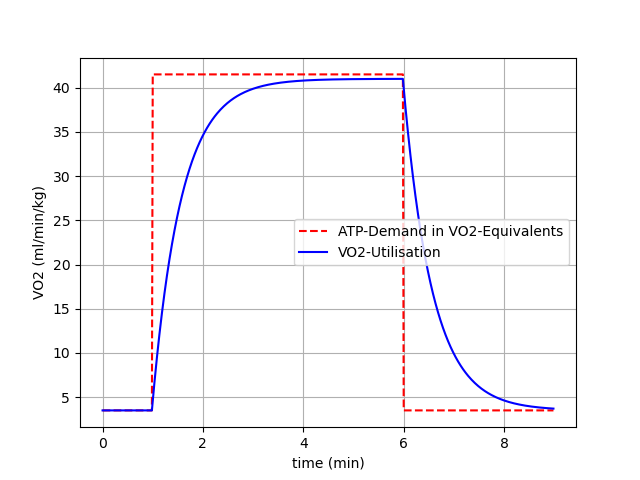 40
35
30
25
20
15
10
5
VO2 (ml/min/kg)
ATP-Demand in VO2-Equivalents
VO2-Utilisation
0 2 4 6 8
time (min)